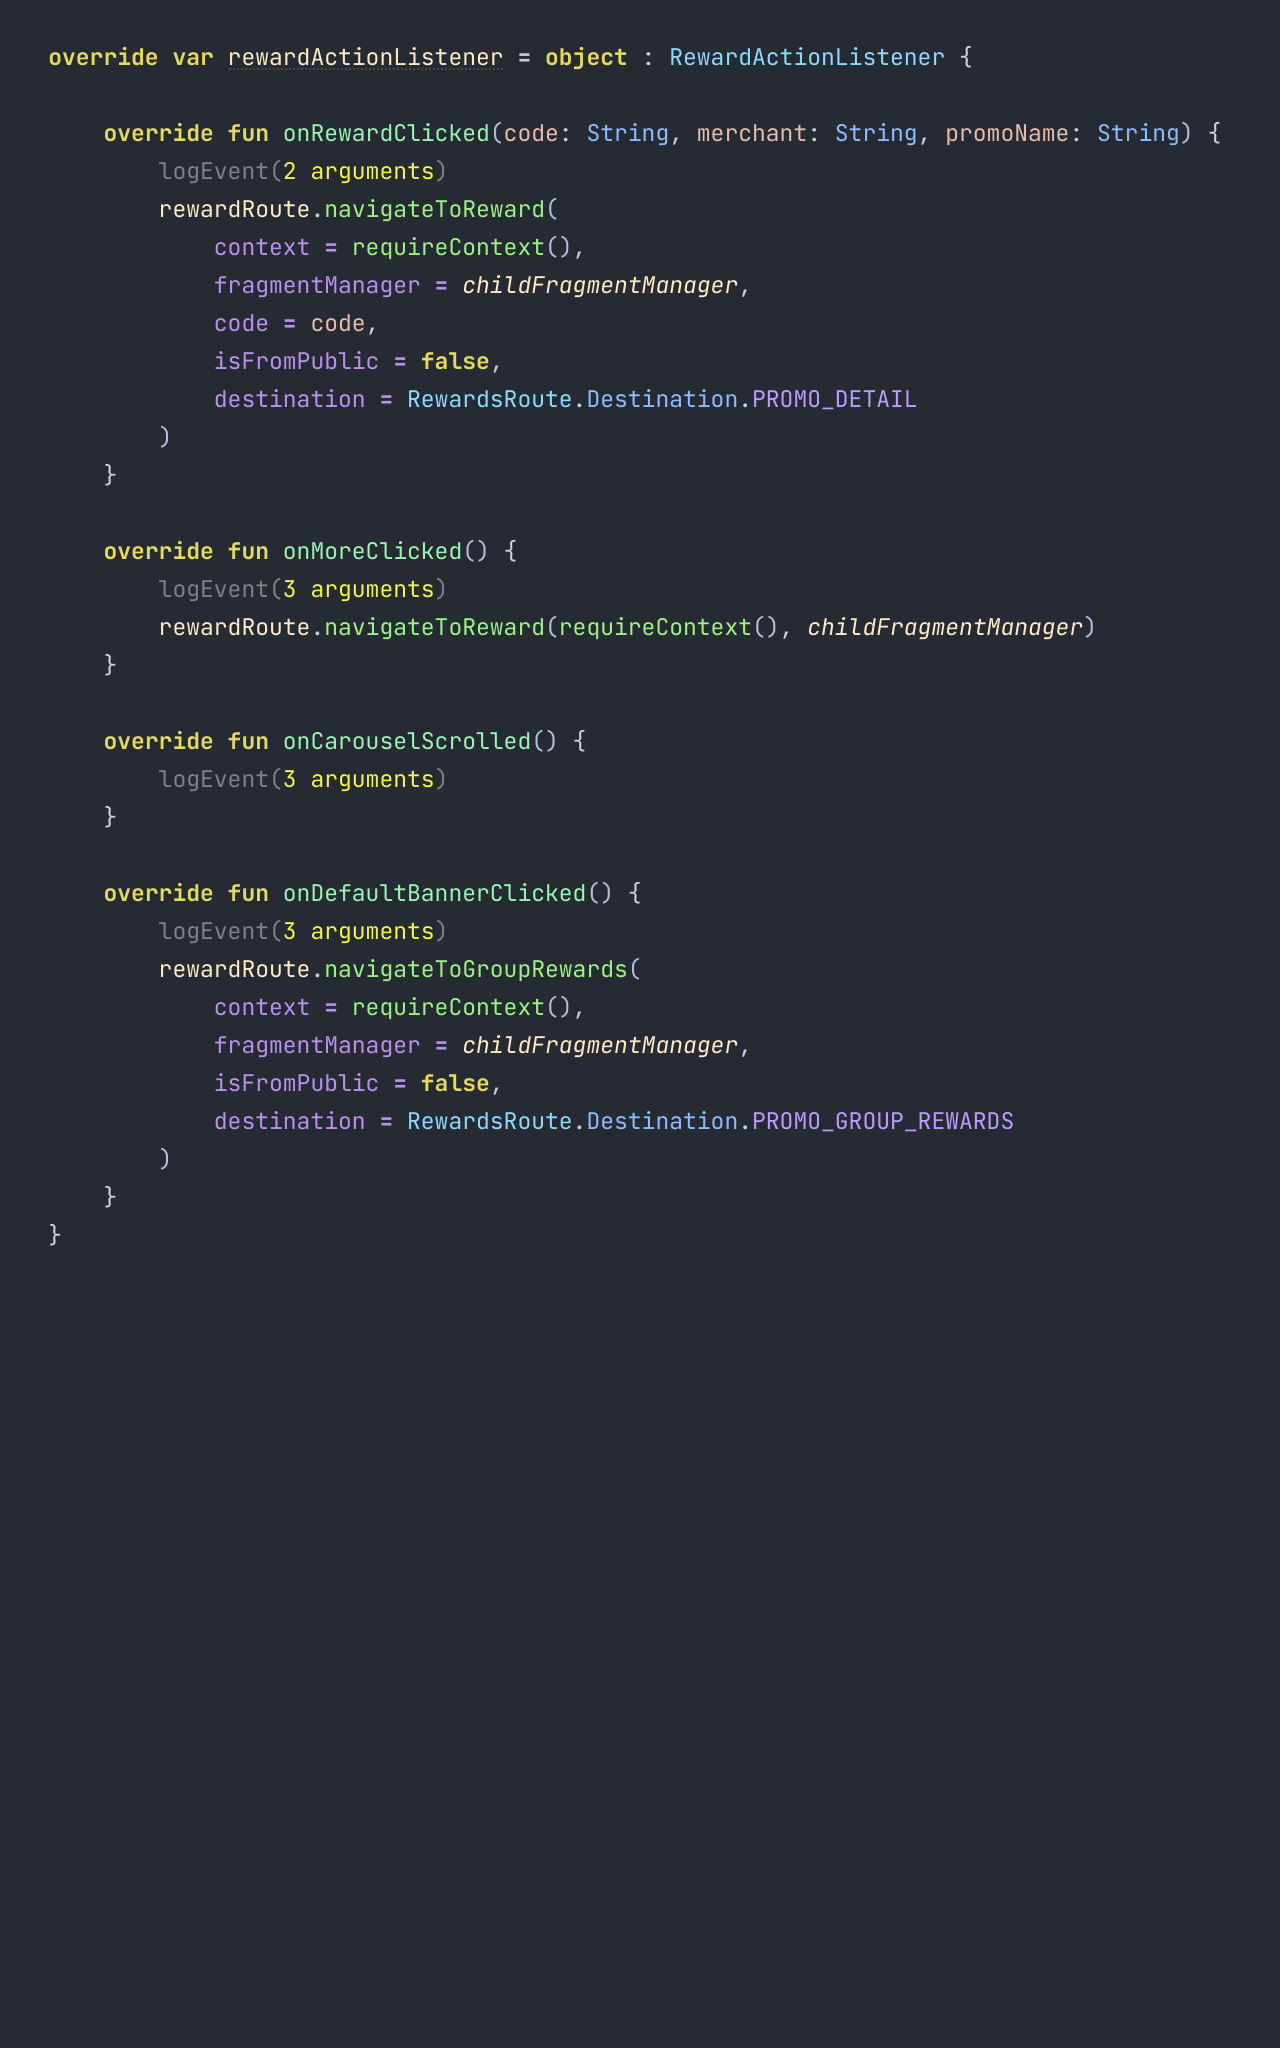 override var rewardActionListener = object : RewardActionListener {
override fun onRewardClicked(code: String, merchant: String, promoName: String) {
logEvent(2 arguments)
rewardRoute.navigateToReward(
context = requireContext(),
fragmentManager = childFragmentManager,
code = code,
isFromPublic = false,
destination = RewardsRoute.Destination.PROMO_DETAIL
)
}
override fun onMoreClicked() {
logEvent(3 arguments)
rewardRoute.navigateToReward(requireContext(), childFragmentManager)
}
override fun onCarouselScrolled() {
logEvent(3 arguments)
}
override fun onDefaultBannerClicked() {
logEvent(3 arguments)
rewardRoute.navigateToGroupRewards(
context = requireContext(),
fragmentManager = childFragmentManager,
isFromPublic = false,
destination = RewardsRoute.Destination.PROMO_GROUP_REWARDS
)
}
}